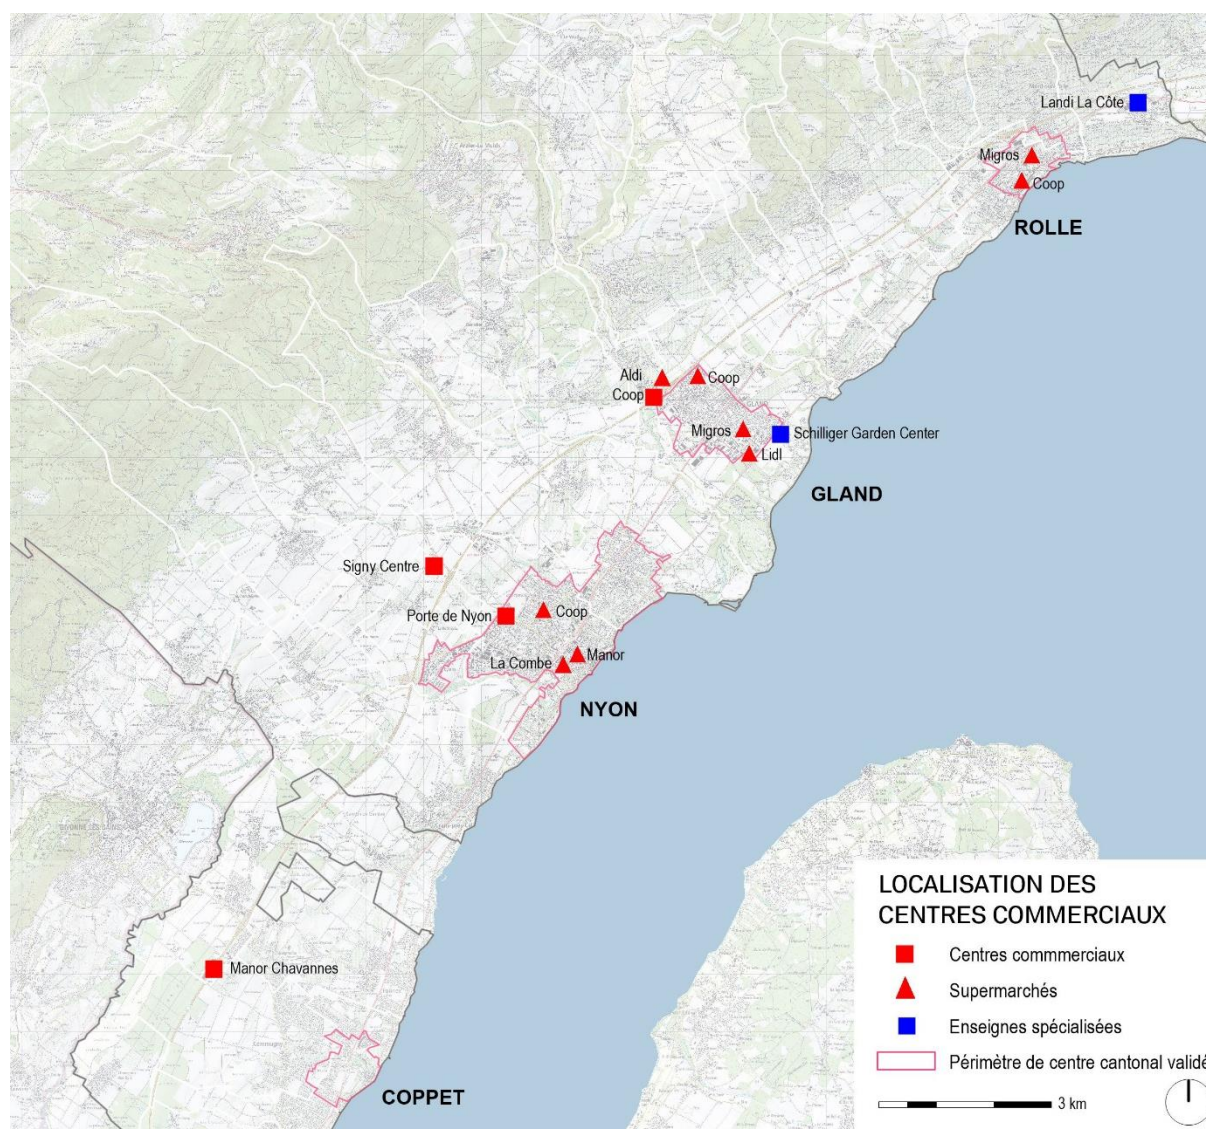 Landi La Côte
Migros
Coop
ROLLE
Aldi
Coop
Coop
Migros
Schilliger Garden Center
Lidl
GLAND
Signy Centre
Porte de Nyon
Coop
La Combe
Manor
NYON
Manor Chavannes
COPPET
LOCALISATION DES
CENTRES COMMERCIAUX
Centres commmerciaux
Supermarchés
Enseignes spécialisées
Périmètre de centre cantonal validé
3 km